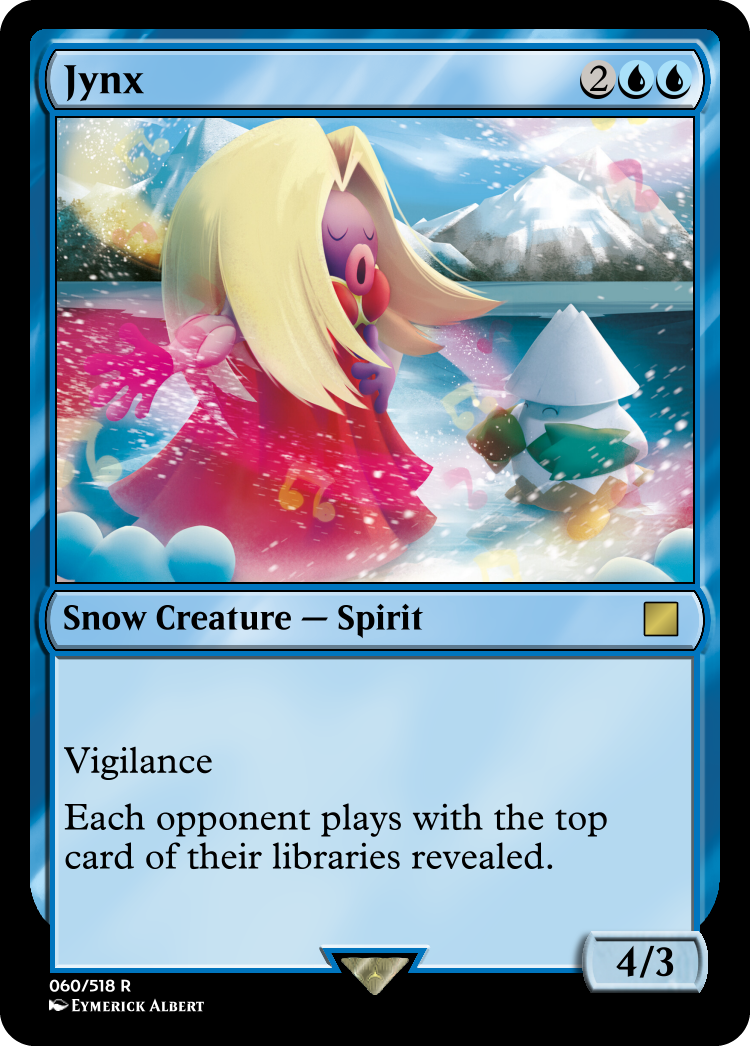 Jynx 2
Snow Creature — Spirit
Vigilance
Each opponent plays with the top
card of their libraries revealed.
4/3
060/518 R
Eymerick Albert